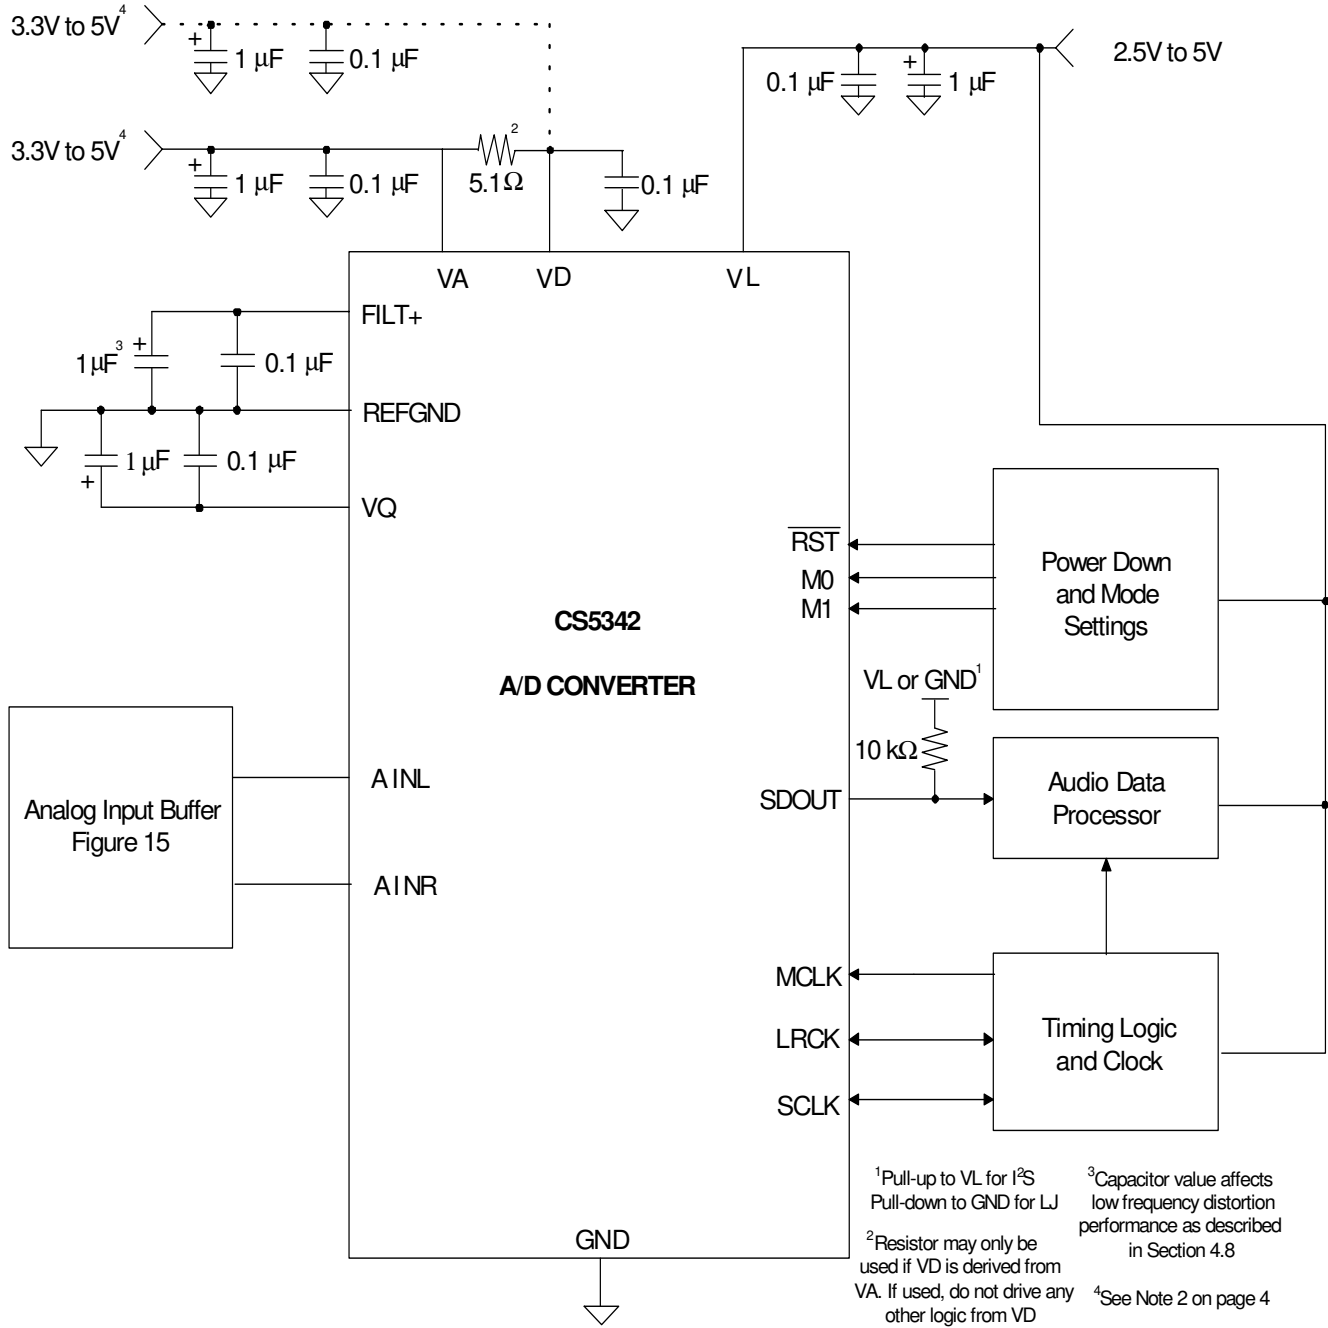 3.3V to 5V⁴
+
1 µF
0.1 µF
0.1 µF
+
1 µF
2.5V to 5V
3.3V to 5V⁴
+
1 µF
0.1 µF
2
5.1Ω
0.1 µF
VA
VD
VL
FILT+
1µF³
+
0.1 µF
REFGND
1 µF
+
0.1 µF
VQ
RST
M0
M1
Power Down
and Mode
Settings
CS5342
A/D CONVERTER
VL or GND¹
10 kΩ
Analog Input Buffer
Figure 15
AINL
AINR
SDOUT
Audio Data
Processor
MCLK
LRCK
SCLK
Timing Logic
and Clock
GND
¹Pull-up to VL for I²S
Pull-down to GND for LJ
²Resistor may only be
used if VD is derived from
VA. If used, do not drive any
other logic from VD
³Capacitor value affects
low frequency distortion
performance as described
in Section 4.8
⁴See Note 2 on page 4